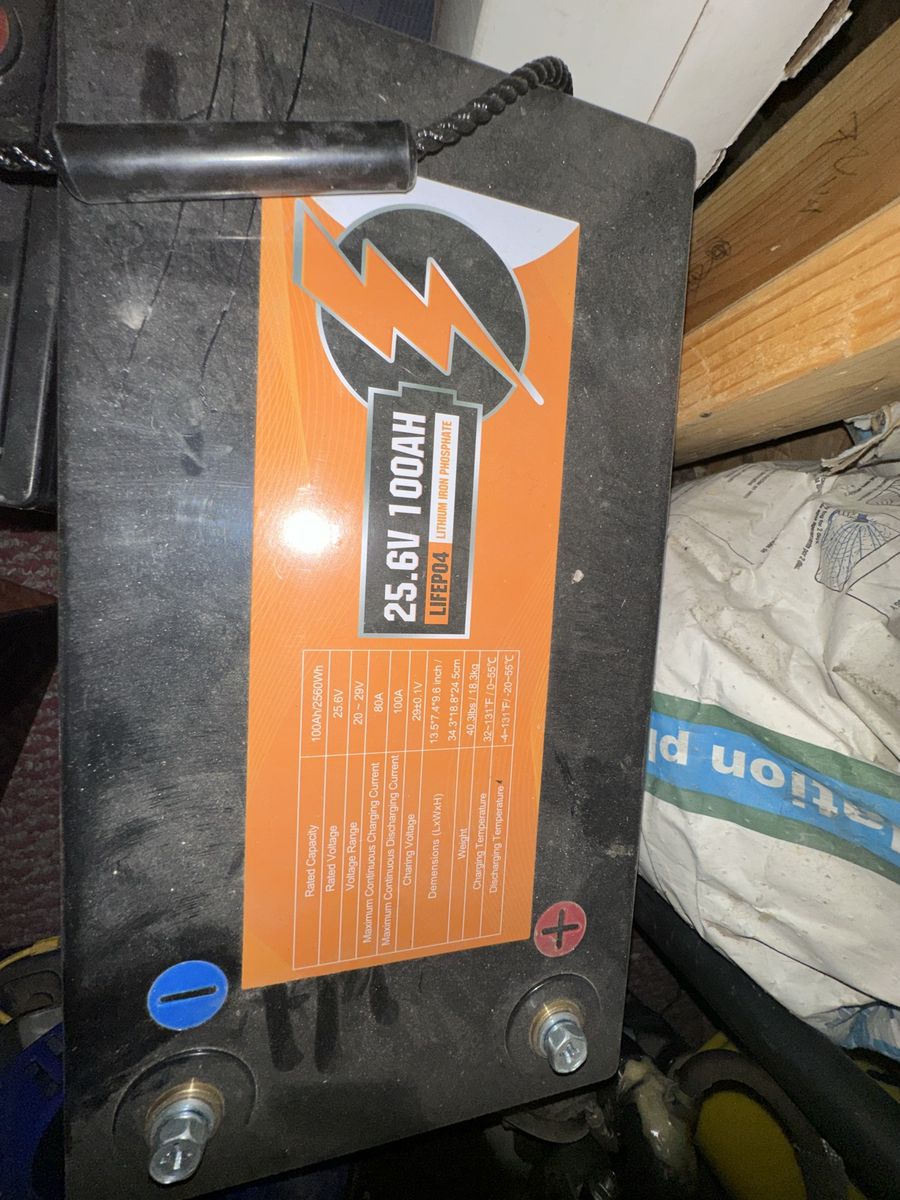 25.6V 100AH
LIFEPO4 LITHIUM IRON PHOSPHATE
Rated Capacity 100Ah/2560Wh
Rated Voltage 25.6V
Voltage Range 20 ~ 29V
Maximum Continuous Charging Current 80A
Maximum Continuous Discharging Current 100A
Charing Voltage 29±0.1V
Demensions (LxWxH) 13.5*7.4*9.6 inch /
34.3*18.8*24.5cm
Weight 40.3lbs / 18.3kg
Charging Temperature 32~131°F / 0~55℃
Discharging Temperature -4~131°F/ -20~55℃
− +
ation p